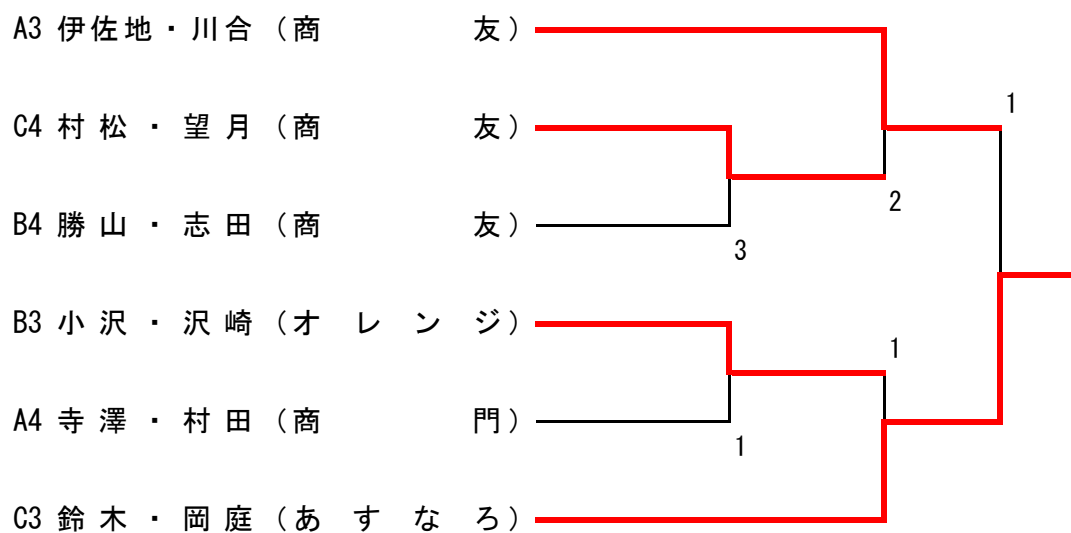 A3 伊佐地・川合（商 友）
1
C4 村松・望月（商 友）
2
B4 勝山・志田（商 友）
3
B3 小沢・沢崎（オレンジ）
1
A4 寺澤・村田（商 門）
1
C3 鈴木・岡庭（あすなろ）